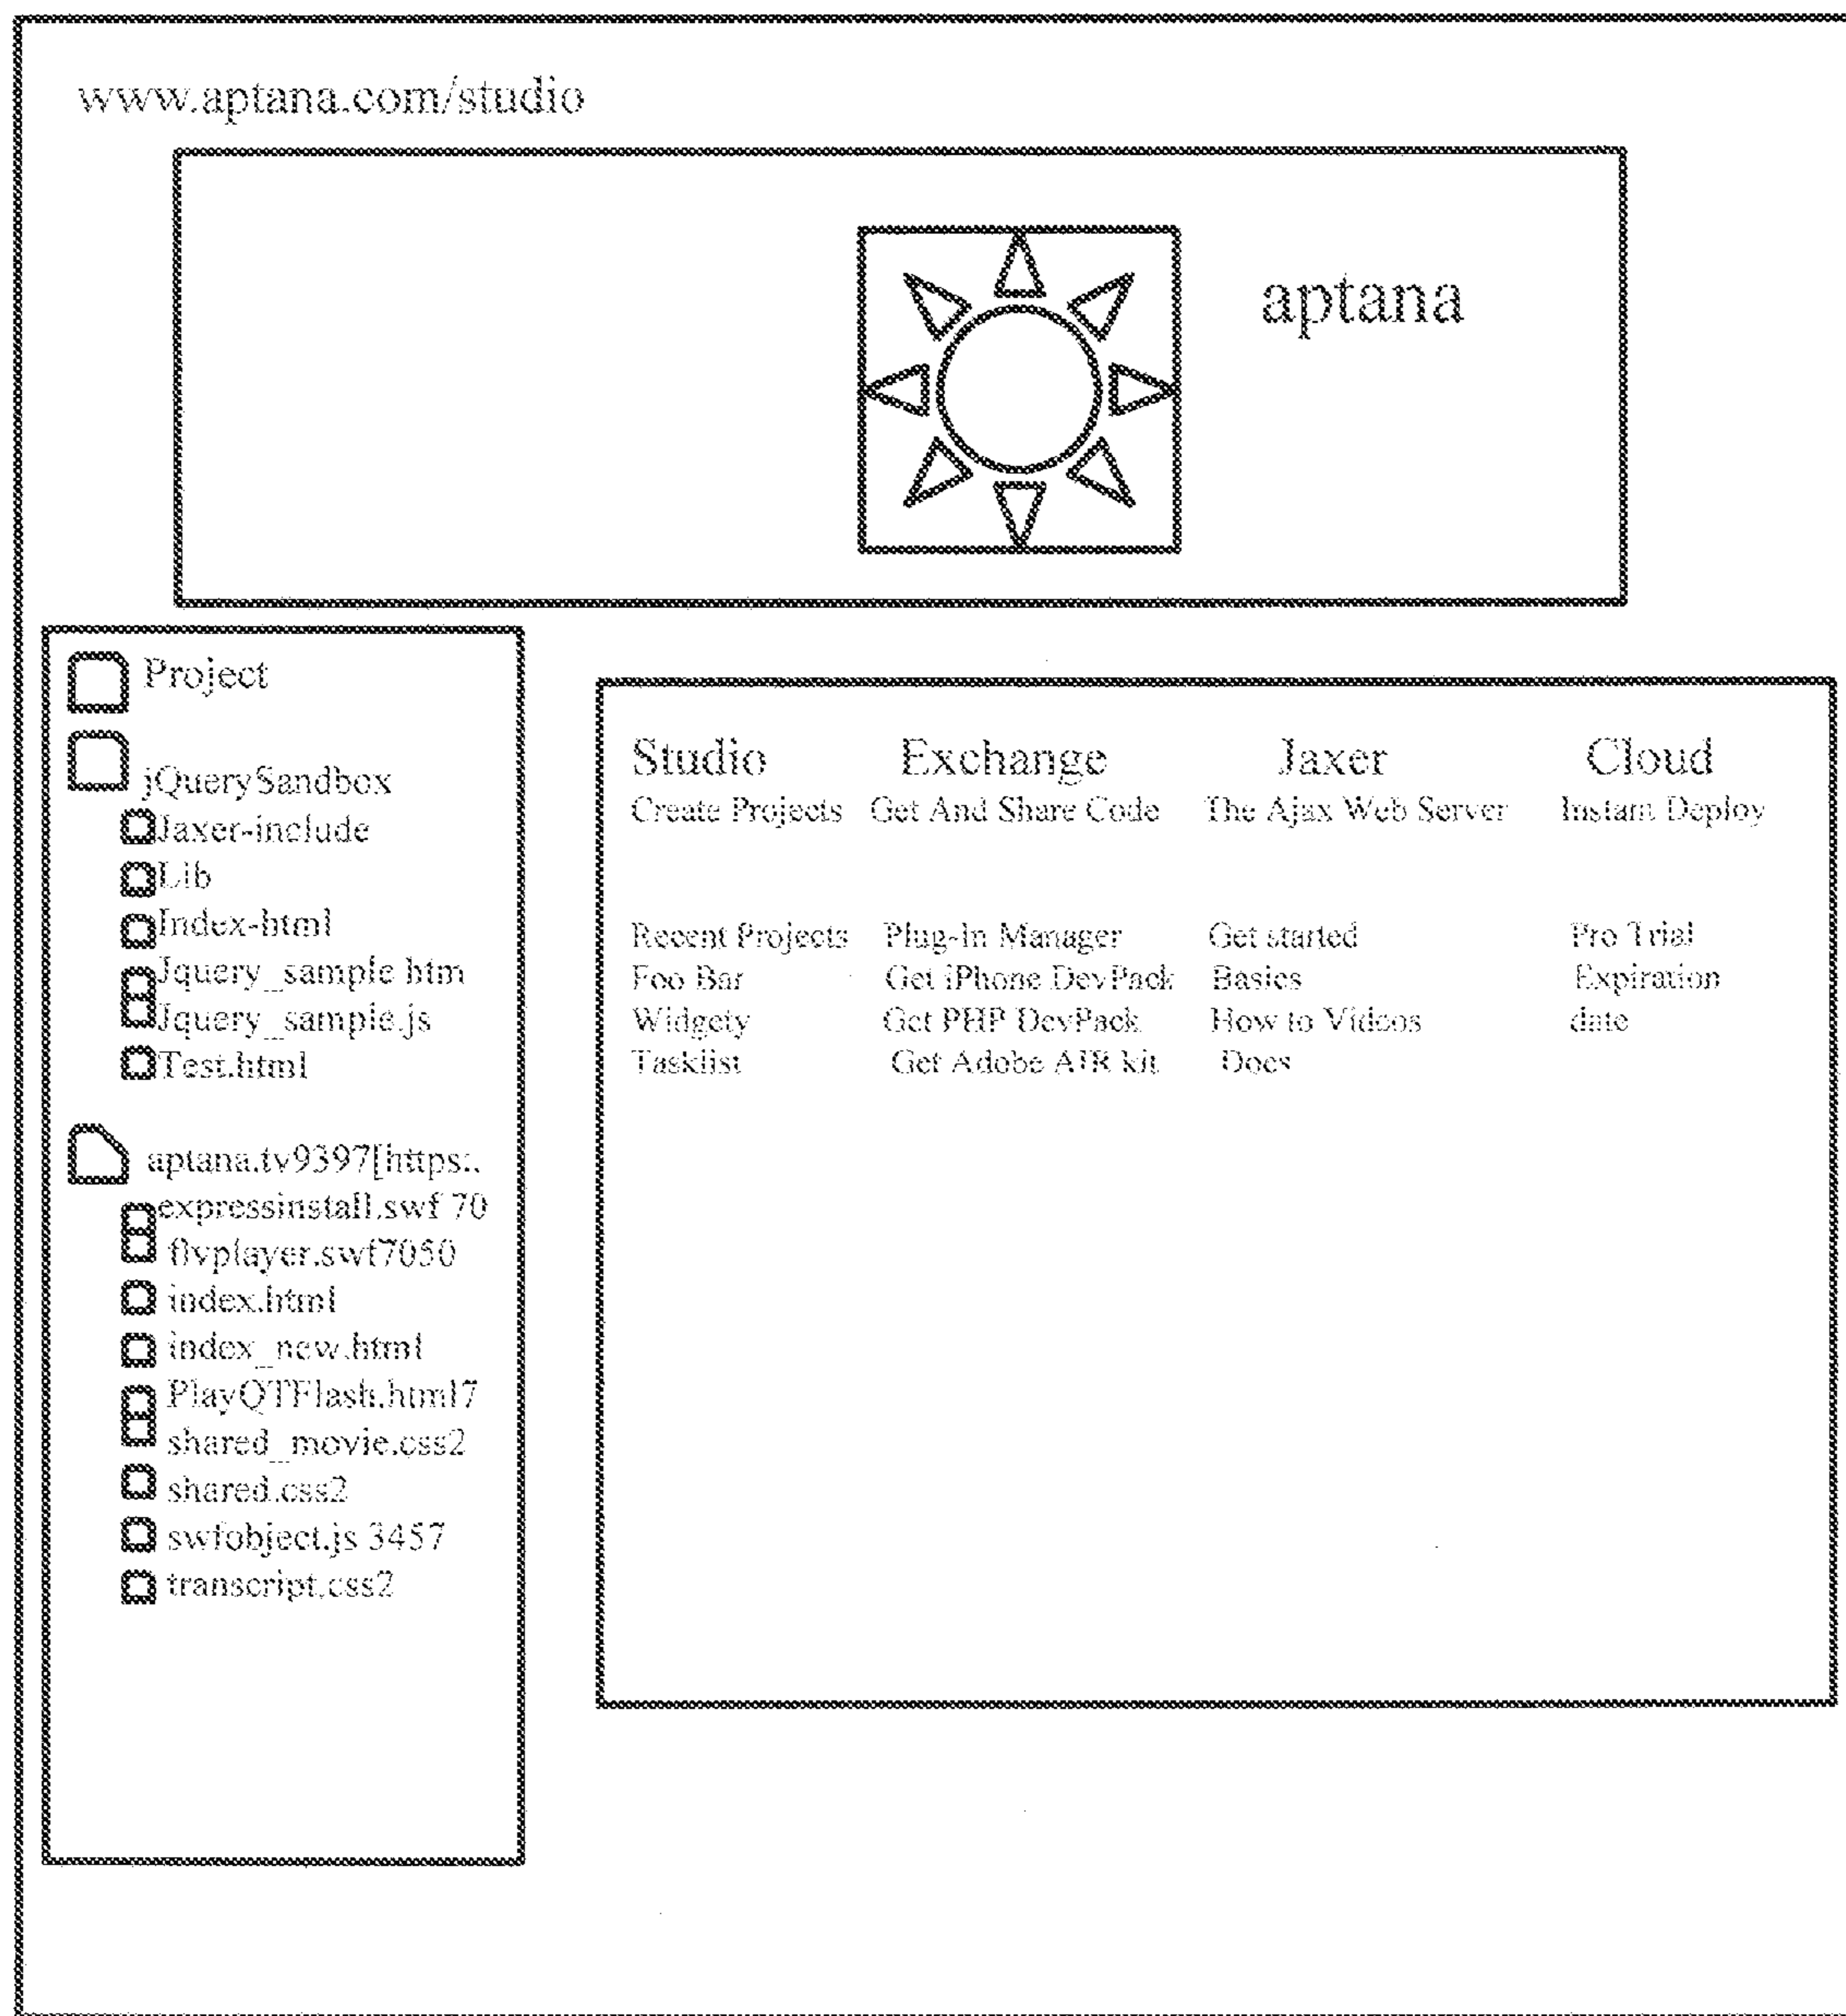 www.aptana.com/studio
aptana
Project
jQuerySandbox
Jaxer-include
Lib
Index-html
Jquery_sample htm
Jquery_sample.js
Test.html
aptana.tv9397[https:.
expressinstall.swf 70
flvplayer.swf7050
index.html
index_new.html
PlayQTFlash.html7
shared_movie.css2
shared.css2
swfobject.js 3457
transcript.css2
Studio Exchange Jaxer Cloud
Create Projects Get And Share Code The Ajax Web Server Instant Deploy
Recent Projects Plug-In Manager Get started Pro Trial
Foo Bar Get iPhone DevPack Basics Expiration
Widgety Get PHP DevPack How to Videos date
Tasklist Get Adobe AIR kit Docs